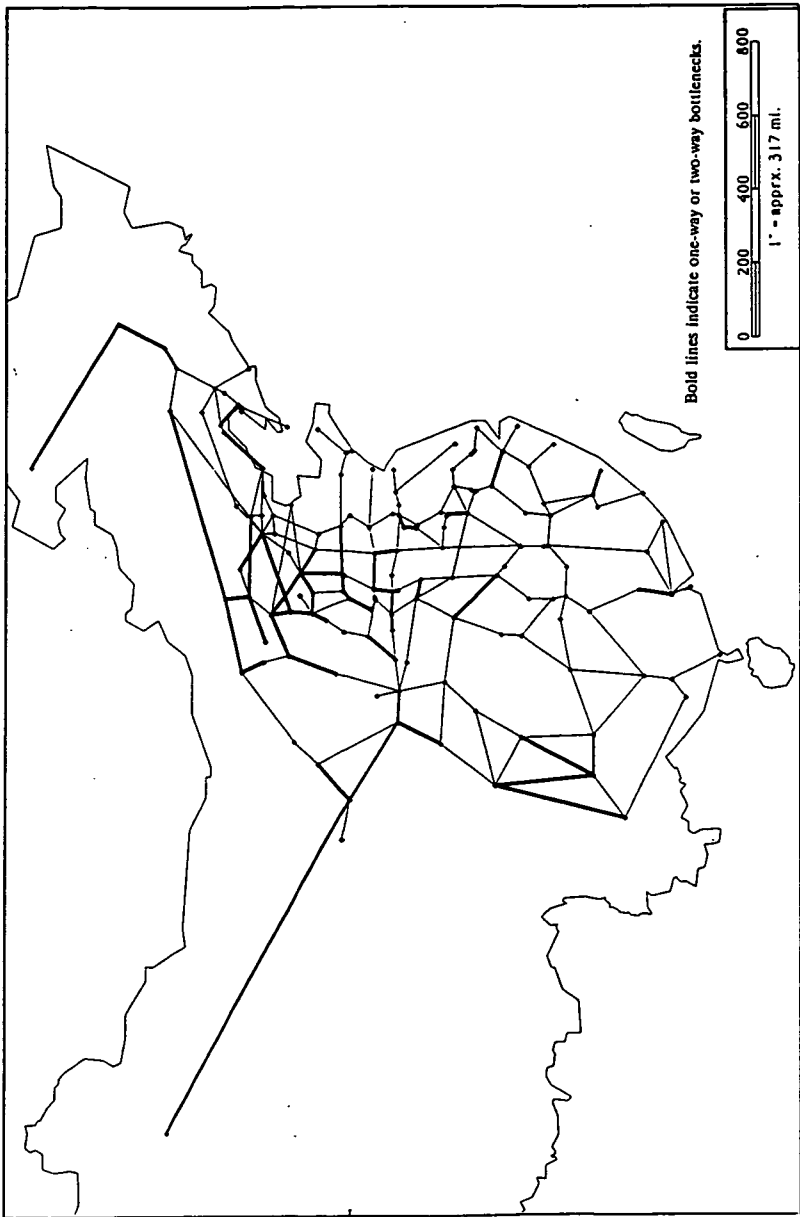 Bold lines indicate one-way or two-way bottlenecks.
0 200 400 600 800
1" = apprx. 317 mi.